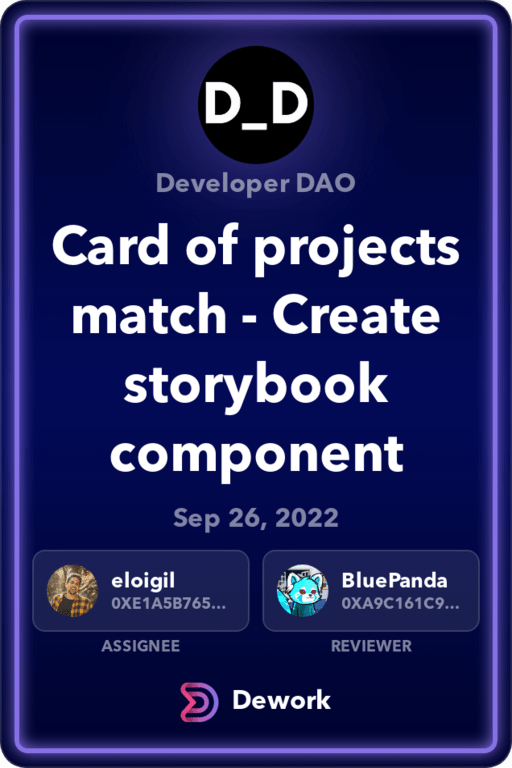 D_D
Developer DAO
Card of projects
match - Create
storybook
component
Sep 26, 2022
eloigil
0XE1A5B765...
ASSIGNEE
BluePanda
0XA9C161C9...
REVIEWER
Dework